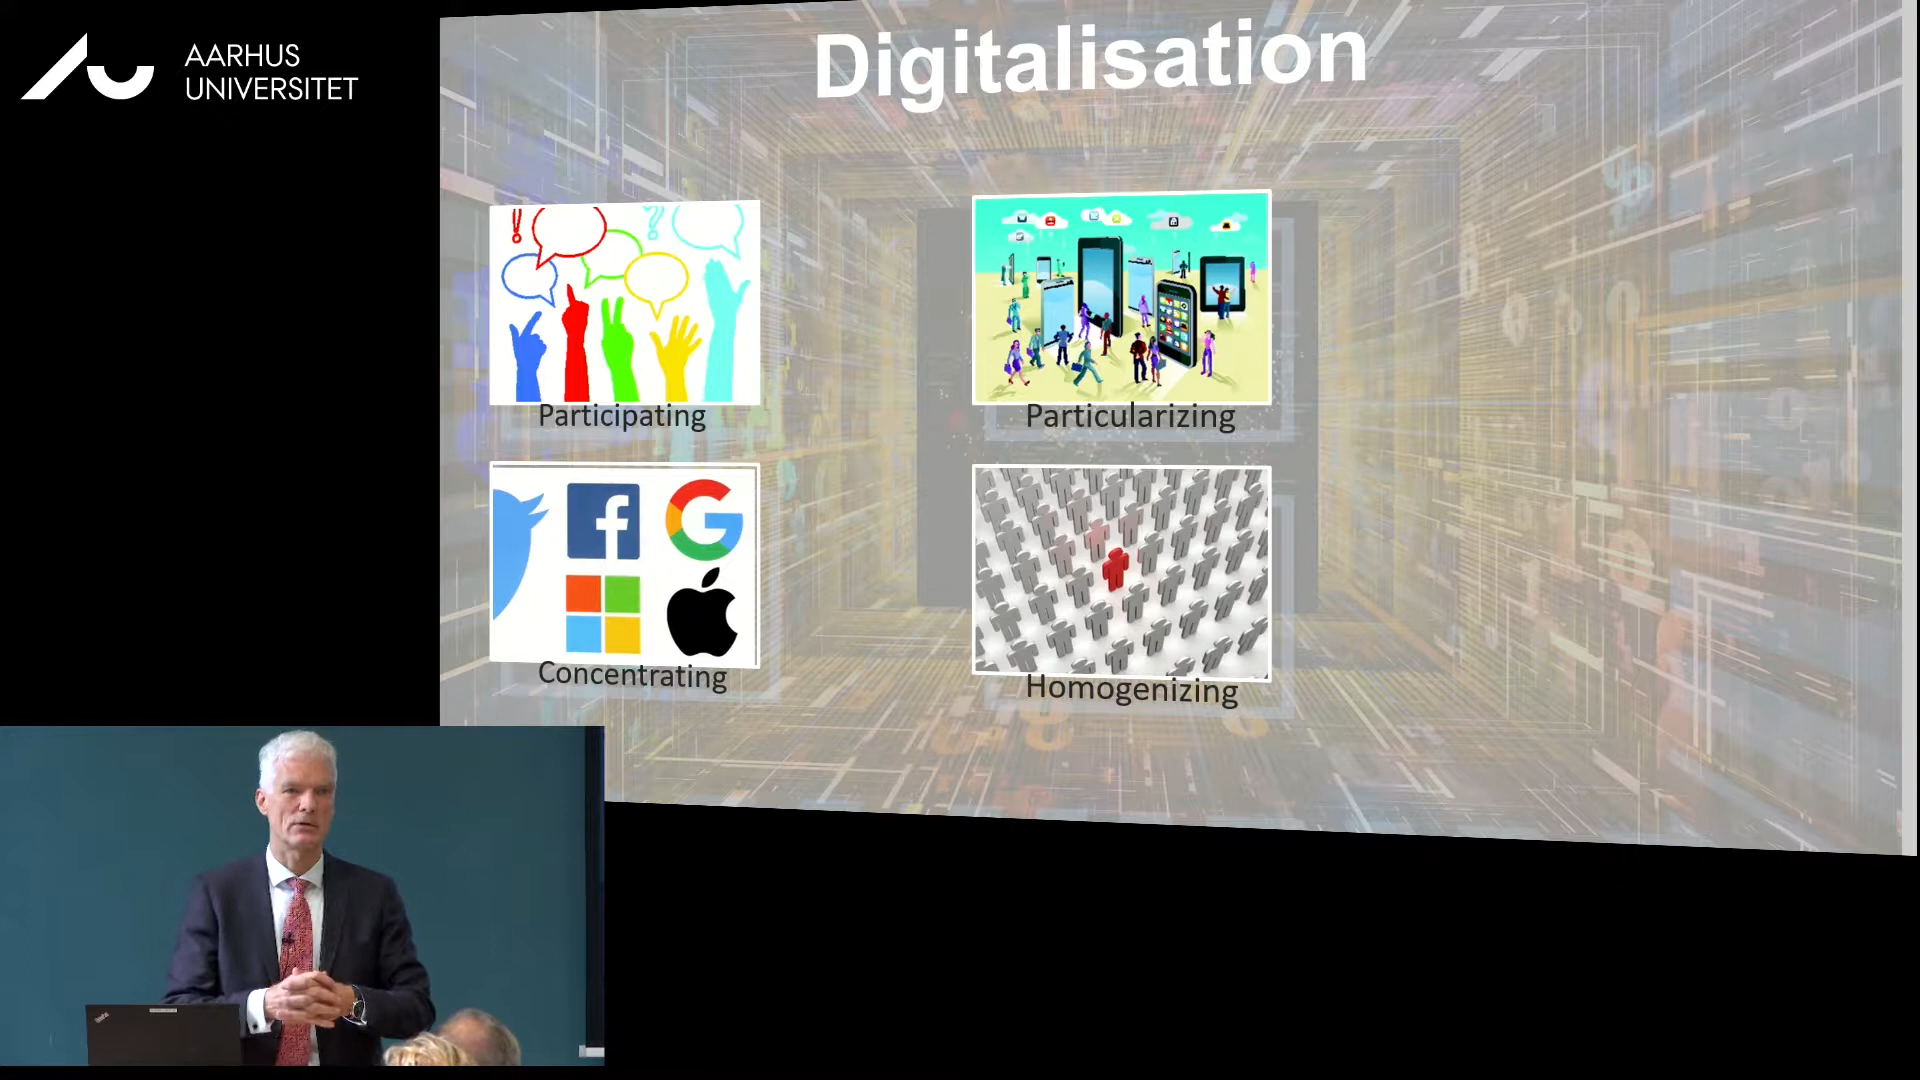 AARHUS
UNIVERSITET
Digitalisation
! ?
Participating
Particularizing
f G
Concentrating
Homogenizing